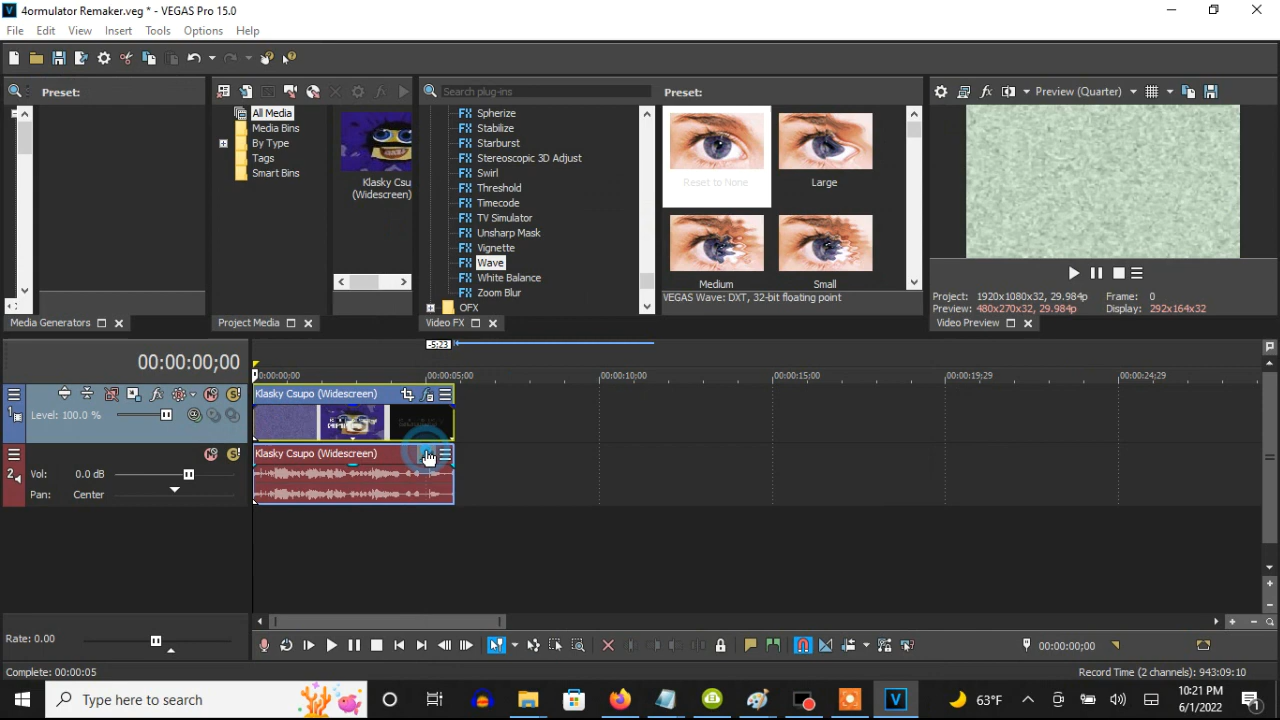 4ormulator Remaker.veg * - VEGAS Pro 15.0
File Edit View Insert Tools Options Help
Preset:
Media Generators
All Media
Media Bins
By Type
Tags
Smart Bins
Klasky Csu
(Widescreen)
Project Media
Search plug-ins
Spherize
Stabilize
Starburst
Stereoscopic 3D Adjust
Swirl
Threshold
Timecode
TV Simulator
Unsharp Mask
Vignette
Wave
White Balance
Zoom Blur
OFX
Video FX
Preset:
Reset to None
Large
Medium
Small
VEGAS Wave: DXT, 32-bit floating point
Preview (Quarter)
Project: 1920x1080x32, 29.984p Frame: 0
Preview: 480x270x32, 29.984p Display: 292x164x32
Video Preview
00:00:00;00
-5:23
0:00:00;00 00:00:05;00 00:00:10;00 00:00:15;00 00:00:19;29 00:00:24;29
1
Level: 100.0 %
Klasky Csupo (Widescreen)
2
Vol: 0.0 dB
Pan: Center
Klasky Csupo (Widescreen)
Rate: 0.00
00:00:00;00
Complete: 00:00:05
Record Time (2 channels): 943:09:10
Type here to search
63°F
10:21 PM
6/1/2022
1